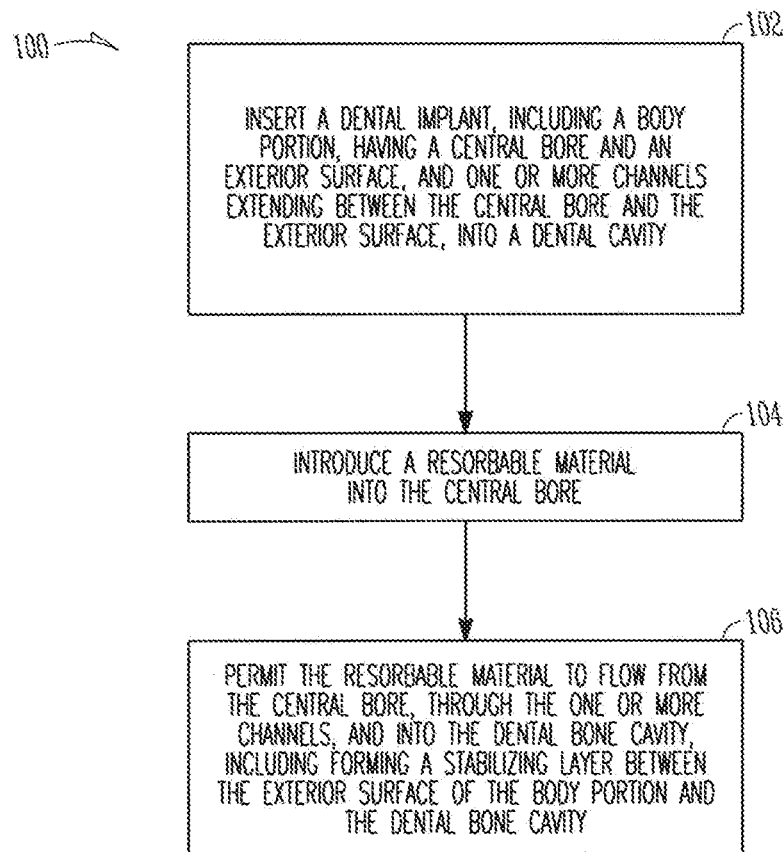 100
102
INSERT A DENTAL IMPLANT, INCLUDING A BODY
PORTION, HAVING A CENTRAL BORE AND AN
EXTERIOR SURFACE, AND ONE OR MORE CHANNELS
EXTENDING BETWEEN THE CENTRAL BORE AND THE
EXTERIOR SURFACE, INTO A DENTAL CAVITY
104
INTRODUCE A RESORBABLE MATERIAL
INTO THE CENTRAL BORE
106
PERMIT THE RESORBABLE MATERIAL TO FLOW FROM
THE CENTRAL BORE, THROUGH THE ONE OR MORE
CHANNELS, AND INTO THE DENTAL BONE CAVITY,
INCLUDING FORMING A STABILIZING LAYER BETWEEN
THE EXTERIOR SURFACE OF THE BODY PORTION AND
THE DENTAL BONE CAVITY